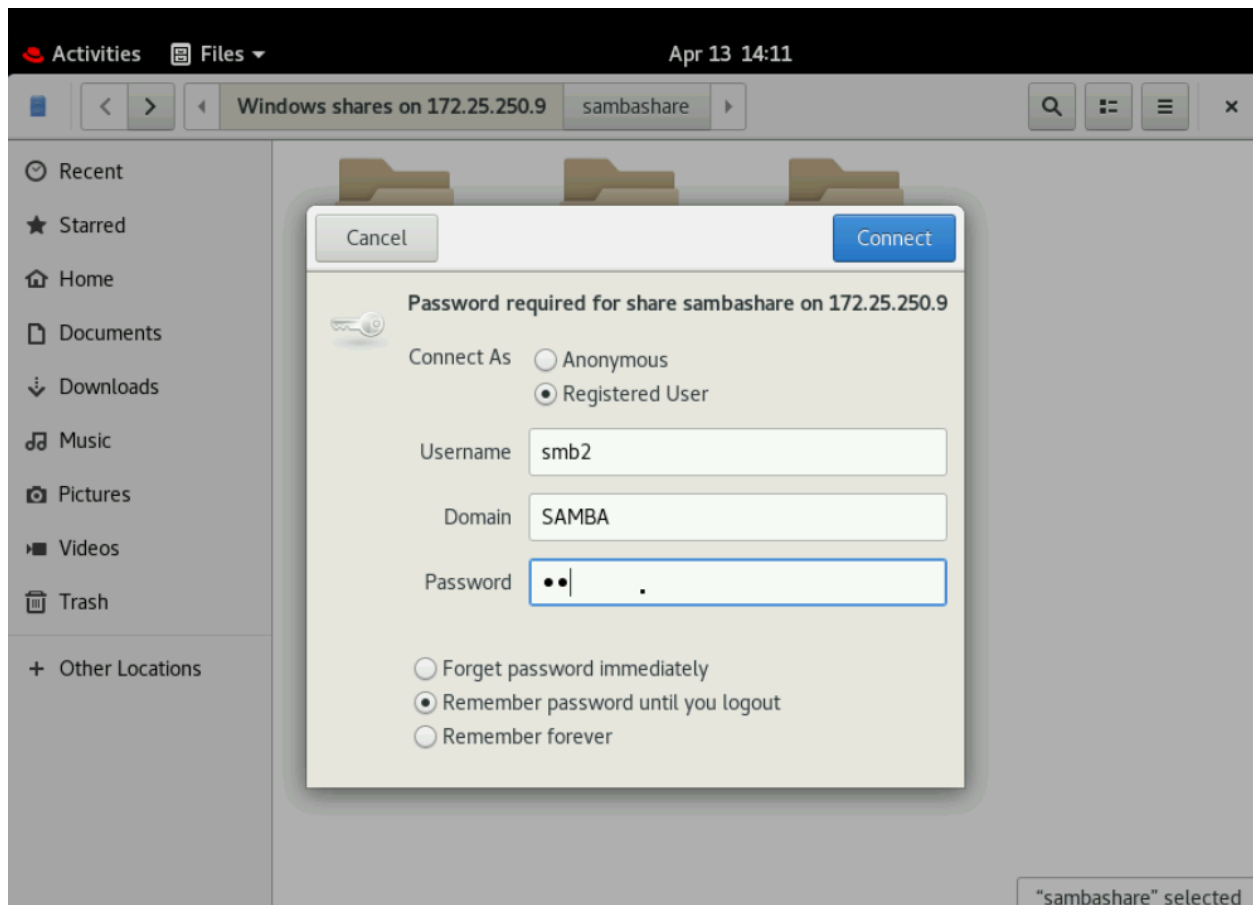 Activities Files Apr 13 14:11
Windows shares on 172.25.250.9 sambashare
Recent
Starred
Home
Documents
Downloads
Music
Pictures
Videos
Trash
+ Other Locations
Cancel Connect
Password required for share sambashare on 172.25.250.9
Connect As Anonymous
Registered User
Username smb2
Domain SAMBA
Password ••
Forget password immediately
Remember password until you logout
Remember forever
"sambashare" selected